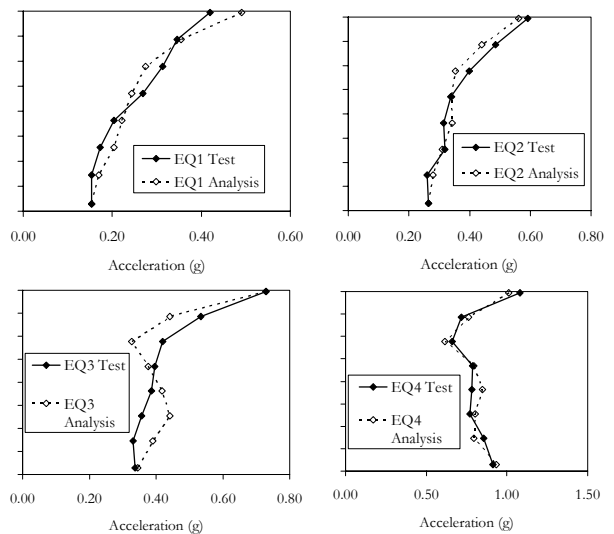 EQ1 Test
EQ1 Analysis
0.00 0.20 0.40 0.60
Acceleration (g)
EQ2 Test
EQ2 Analysis
0.00 0.20 0.40 0.60 0.80
Acceleration (g)
EQ3 Test
EQ3
Analysis
0.00 0.20 0.40 0.60 0.80
Acceleration (g)
EQ4 Test
EQ4
Analysis
0.00 0.50 1.00 1.50
Acceleration (g)